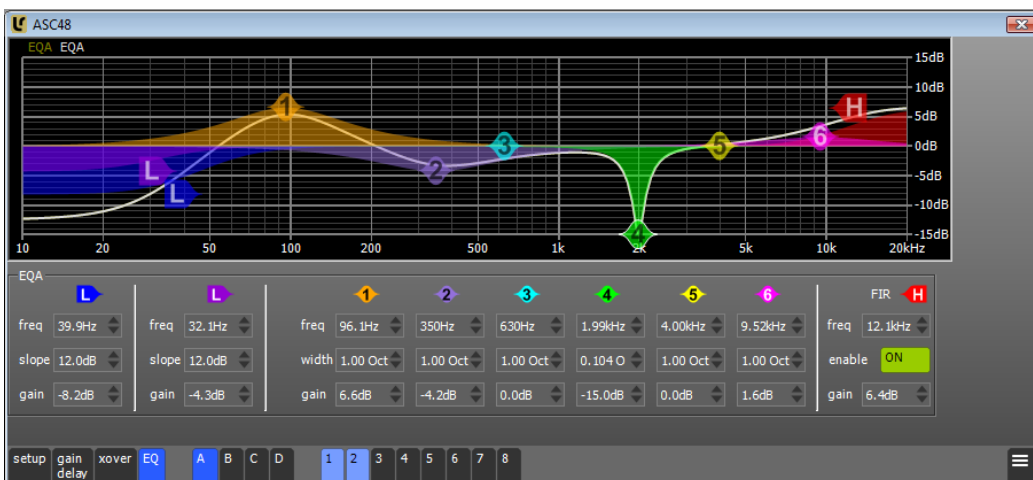 ASC48
EQA EQA
15dB
10dB
5dB
0dB
-5dB
-10dB
-15dB
H
1
2
3
4
5
6
L
L
10 20 50 100 200 500 1k 2k 5k 10k 20kHz
EQA
L L 1 2 3 4 5 6 FIR H
freq 39.9Hz freq 32.1Hz freq 96.1Hz 350Hz 630Hz 1.99kHz 4.00kHz 9.52kHz freq 12.1kHz
slope 12.0dB slope 12.0dB width 1.00 Oct 1.00 Oct 1.00 Oct 0.104 O 1.00 Oct 1.00 Oct enable ON
gain -8.2dB gain -4.3dB gain 6.6dB -4.2dB 0.0dB -15.0dB 0.0dB 1.6dB gain 6.4dB
setup gain xover EQ A B C D 1 2 3 4 5 6 7 8
delay